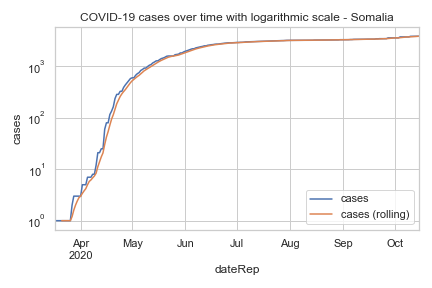 COVID-19 cases over time with logarithmic scale - Somalia
cases
10³
10²
10¹
10⁰
cases
cases (rolling)
Apr May Jun Jul Aug Sep Oct
2020
dateRep